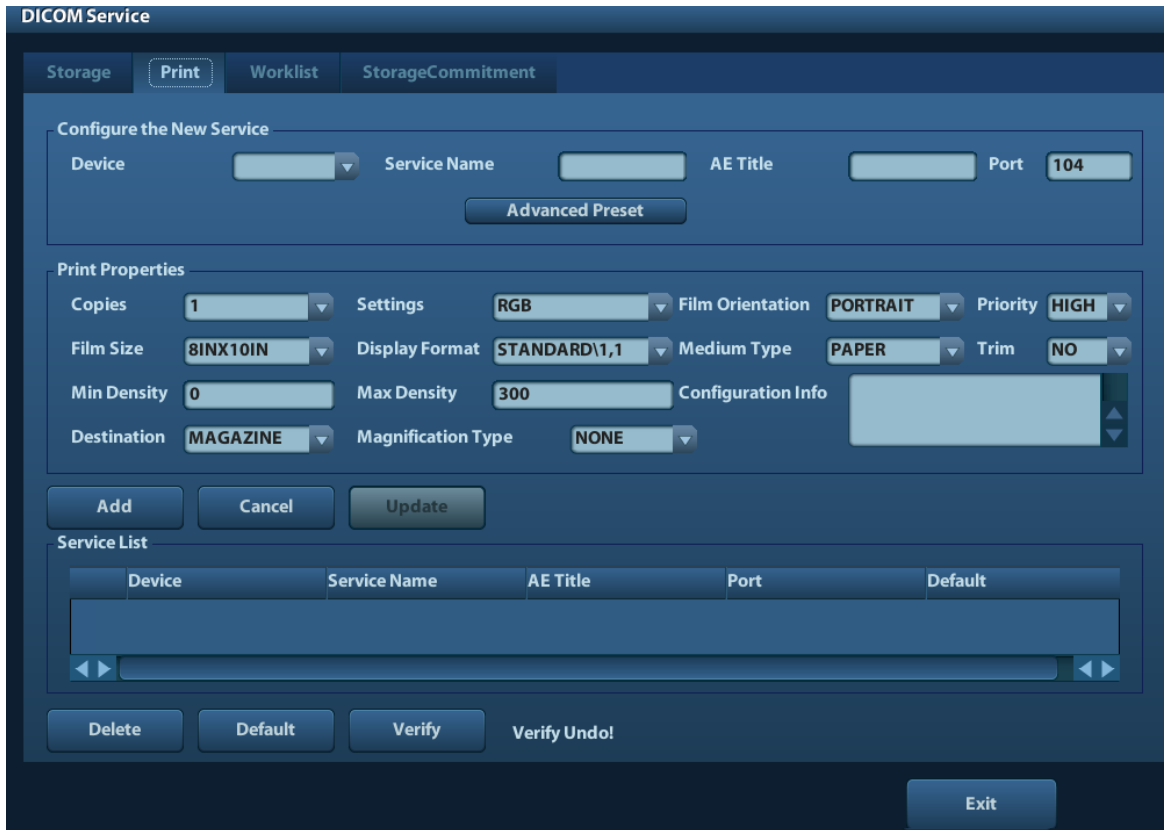 DICOM Service
Storage Print Worklist StorageCommitment
Configure the New Service
Device Service Name AE Title Port 104
Advanced Preset
Print Properties
Copies 1 Settings RGB Film Orientation PORTRAIT Priority HIGH
Film Size 8INX10IN Display Format STANDARD\1,1 Medium Type PAPER Trim NO
Min Density 0 Max Density 300 Configuration Info
Destination MAGAZINE Magnification Type NONE
Add Cancel Update
Service List
Device Service Name AE Title Port Default
Delete Default Verify Verify Undo!
Exit